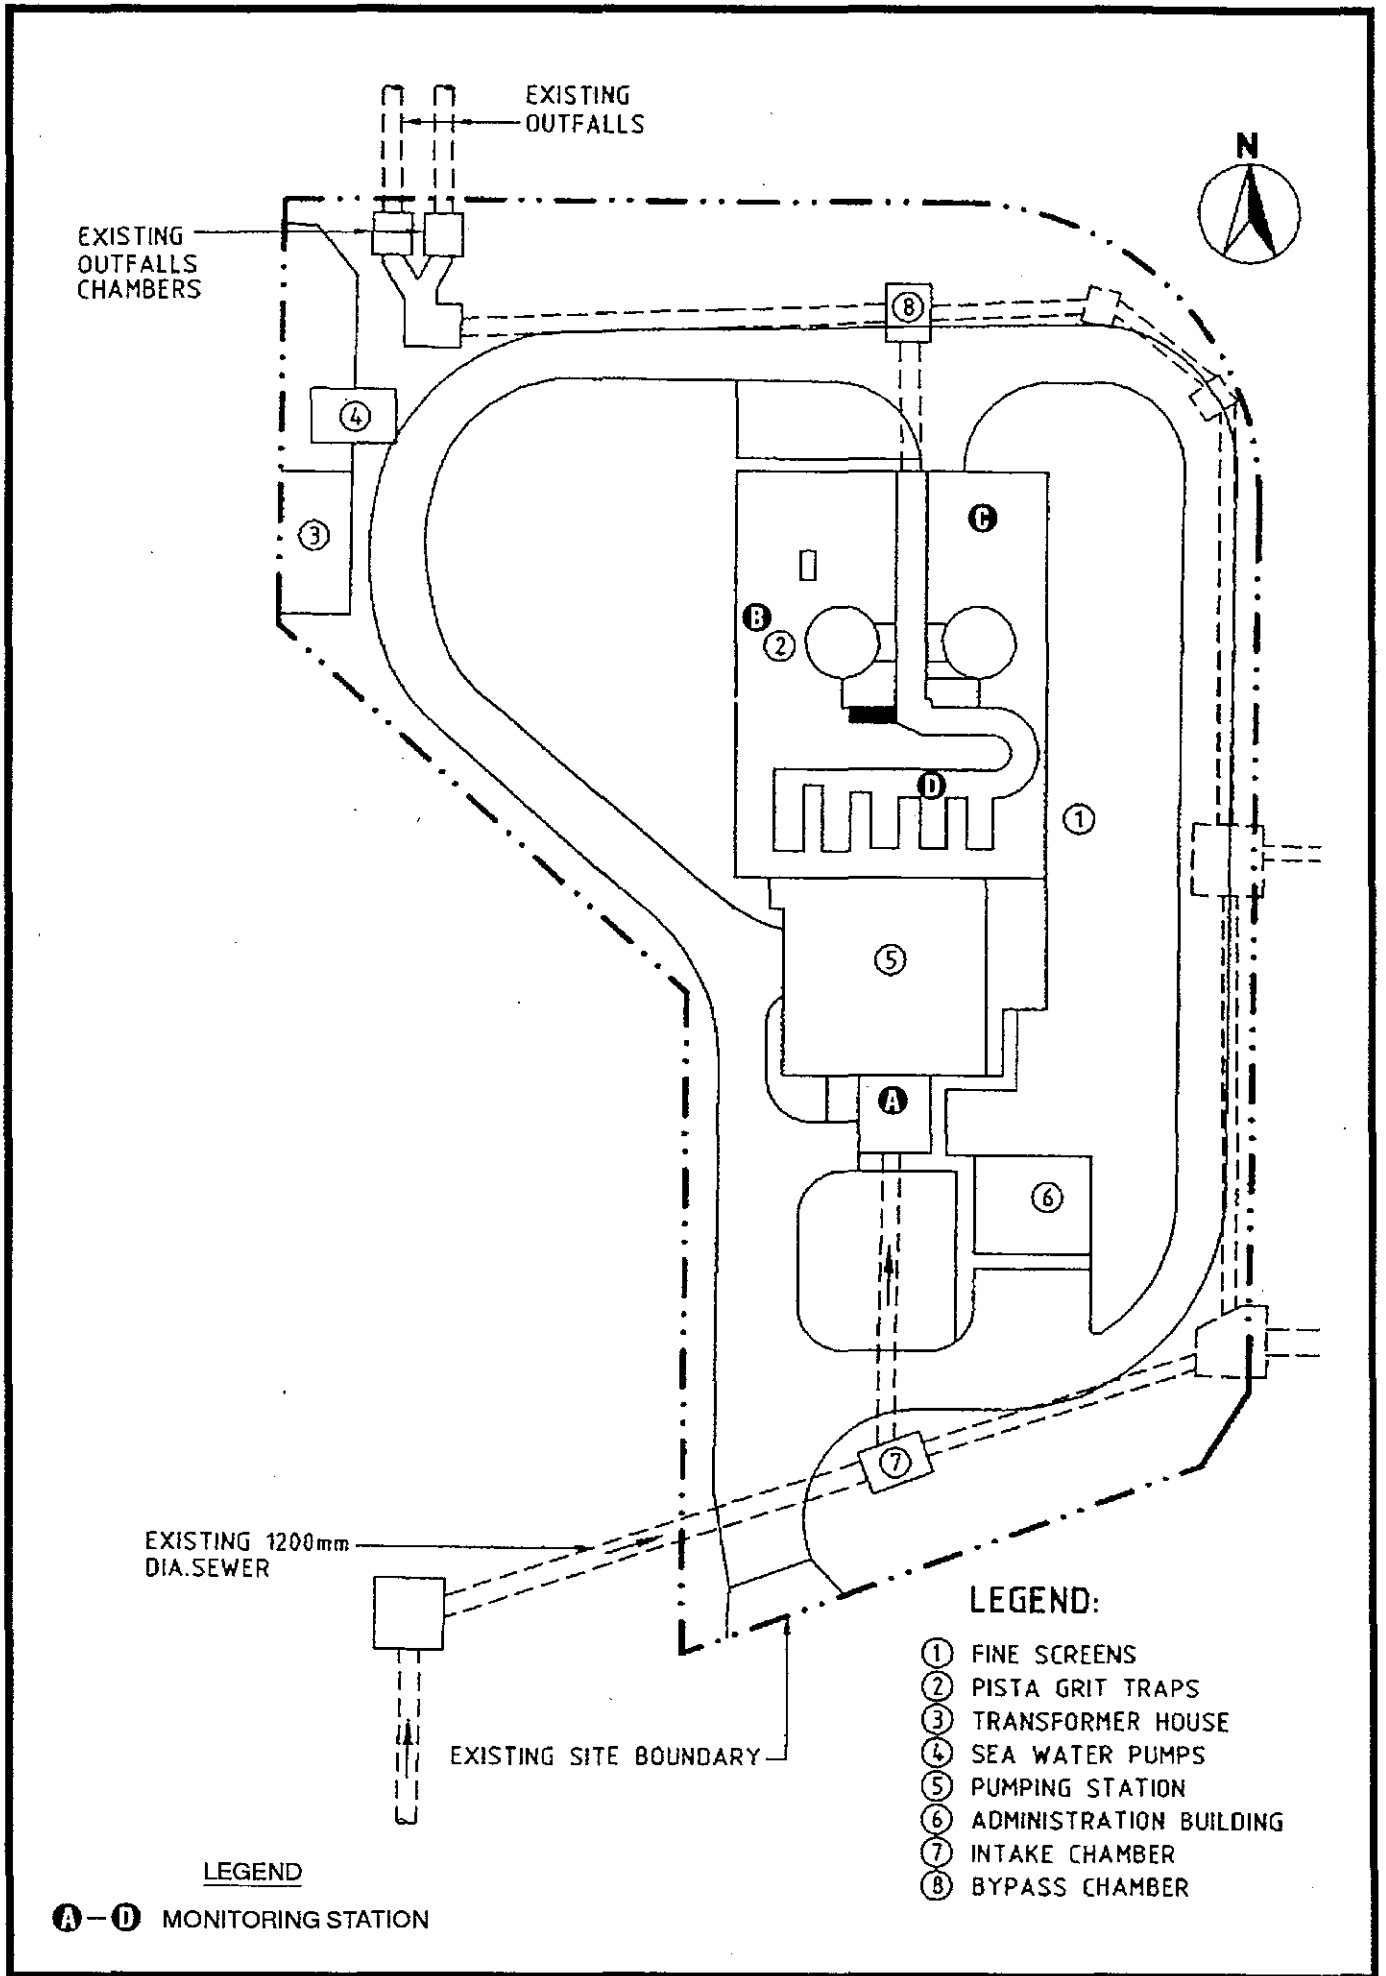 EXISTING
OUTFALLS
N
EXISTING
OUTFALLS
CHAMBERS
8
4
C
3
B
2
D
1
5
A
6
7
EXISTING 1200mm
DIA.SEWER
EXISTING SITE BOUNDARY
LEGEND:
1 FINE SCREENS
2 PISTA GRIT TRAPS
3 TRANSFORMER HOUSE
4 SEA WATER PUMPS
5 PUMPING STATION
6 ADMINISTRATION BUILDING
7 INTAKE CHAMBER
8 BYPASS CHAMBER
LEGEND
A – D MONITORING STATION